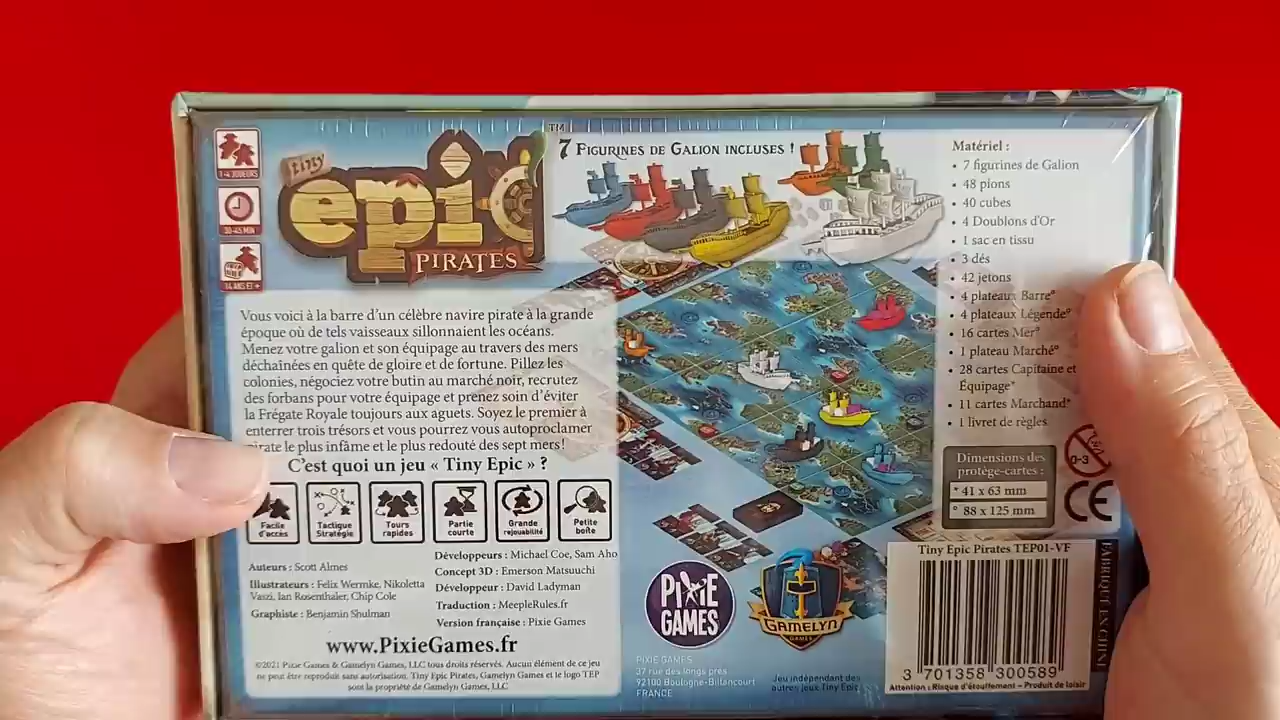 1-4 JOUEURS
30-45 MIN
14 ANS ET +
tiny
epic
PIRATES
TM
7 FIGURINES DE GALION INCLUSES !
Vous voici à la barre d'un célèbre navire pirate à la grande
époque où de tels vaisseaux sillonnaient les océans.
Menez votre galion et son équipage au travers des mers
déchaînées en quête de gloire et de fortune. Pillez les
colonies, négociez votre butin au marché noir, recrutez
des forbans pour votre équipage et prenez soin d'éviter
la Frégate Royale toujours aux aguets. Soyez le premier à
enterrer trois trésors et vous pourrez vous autoproclamer
pirate le plus infâme et le plus redouté des sept mers!
C'est quoi un jeu « Tiny Epic » ?
Facile d'accès
Tactique Stratégie
Tours rapides
Partie courte
Grande rejouabilité
Petite boîte
Auteurs : Scott Almes
Illustrateurs : Felix Wermke, Nikoletta
Vaszi, Ian Rosenthaler, Chip Cole
Graphiste : Benjamin Shulman
Développeurs : Michael Coe, Sam Aho
Concept 3D : Emerson Matsuuchi
Développeur : David Ladyman
Traduction : MeepleRules.fr
Version française : Pixie Games
www.PixieGames.fr
©2021 Pixie Games & Gamelyn Games, LLC tous droits réservés. Aucun élément de ce jeu
ne peut être reproduit sans autorisation. Tiny Epic Pirates, Gamelyn Games et le logo TEP
sont la propriété de Gamelyn Games, LLC
PIXIE
GAMES
GAMELYN
GAMES
PIXIE GAMES
37 rue des longs prés
92100 Boulogne-Billancourt
FRANCE
Jeu indépendant des
autres jeux Tiny Epic
Matériel :
• 7 figurines de Galion
• 48 pions
• 40 cubes
• 4 Doublons d'Or
• 1 sac en tissu
• 3 dés
• 42 jetons
• 4 plateaux Barre°
• 4 plateaux Légende°
• 16 cartes Mer°
• 1 plateau Marché°
• 28 cartes Capitaine et
Équipage*
• 11 cartes Marchand*
• 1 livret de règles
Dimensions des
protège-cartes :
* 41 x 63 mm
° 88 x 125 mm
0-3
CE
Tiny Epic Pirates TEP01-VF
3 701358 300589
Attention : Risque d'étouffement – Produit de loisir
FABRIQUÉ EN CHINE